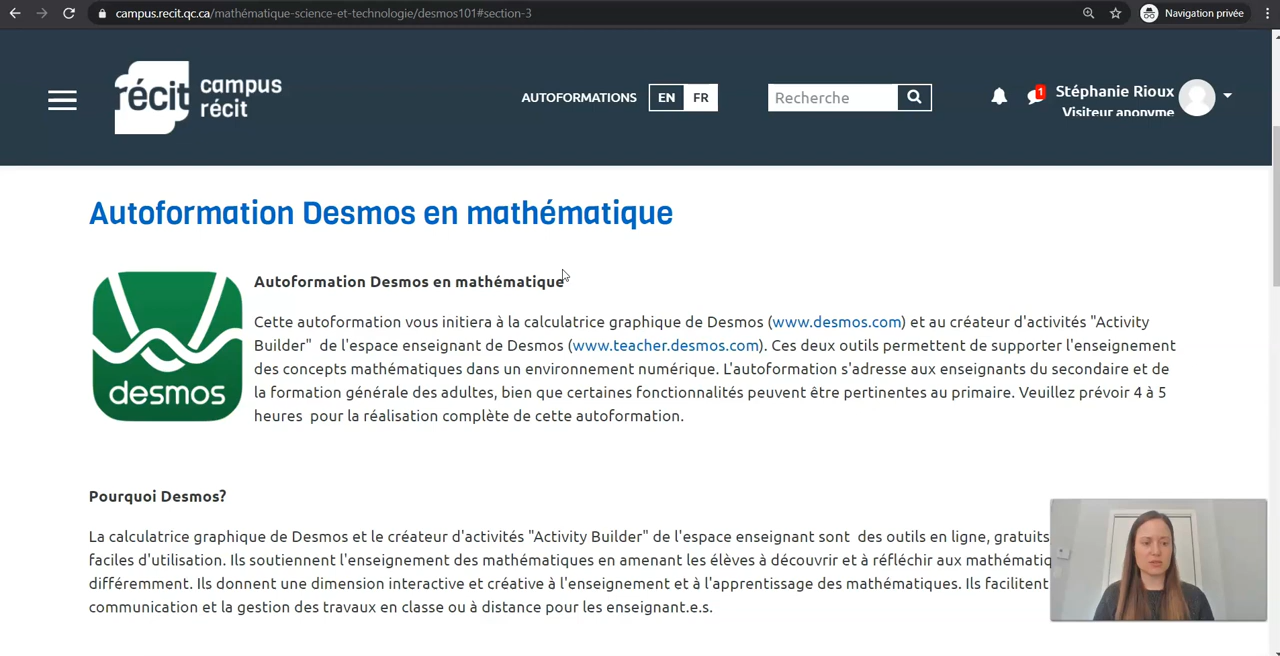 campus.recit.qc.ca/mathématique-science-et-technologie/desmos101#section-3
Navigation privée
récit campus récit
AUTOFORMATIONS
EN FR
Recherche
1
Stéphanie Rioux
Visiteur anonyme
Autoformation Desmos en mathématique
desmos
Autoformation Desmos en mathématique
Cette autoformation vous initiera à la calculatrice graphique de Desmos (www.desmos.com) et au créateur d'activités "Activity
Builder" de l'espace enseignant de Desmos (www.teacher.desmos.com). Ces deux outils permettent de supporter l'enseignement
des concepts mathématiques dans un environnement numérique. L'autoformation s'adresse aux enseignants du secondaire et de
la formation générale des adultes, bien que certaines fonctionnalités peuvent être pertinentes au primaire. Veuillez prévoir 4 à 5
heures pour la réalisation complète de cette autoformation.
Pourquoi Desmos?
La calculatrice graphique de Desmos et le créateur d'activités "Activity Builder" de l'espace enseignant sont des outils en ligne, gratuits
faciles d'utilisation. Ils soutiennent l'enseignement des mathématiques en amenant les élèves à découvrir et à réfléchir aux mathématiq
différemment. Ils donnent une dimension interactive et créative à l'enseignement et à l'apprentissage des mathématiques. Ils facilitent
communication et la gestion des travaux en classe ou à distance pour les enseignant.e.s.